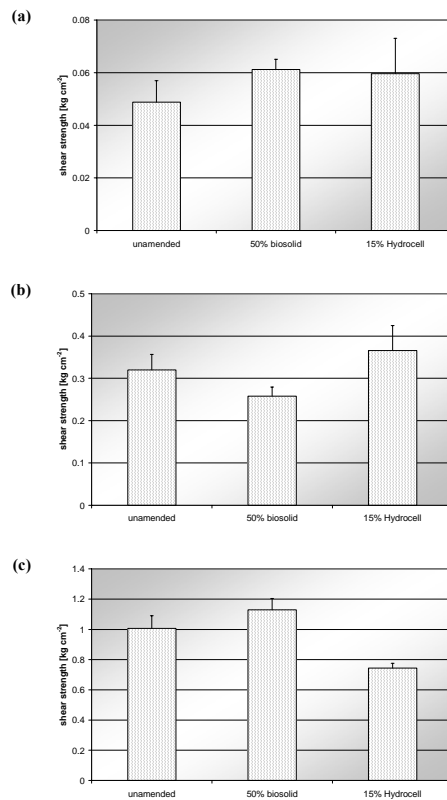 (a)
0.08
0.06
0.04
0.02
0
shear strength [kg cm-2]
unamended 50% biosolid 15% Hydrocell
(b)
0.5
0.4
0.3
0.2
0.1
0
shear strength [kg cm-2]
unamended 50% biosolid 15% Hydrocell
(c)
1.4
1.2
1
0.8
0.6
0.4
0.2
0
shear strength [kg cm-2]
unamended 50% biosolid 15% Hydrocell